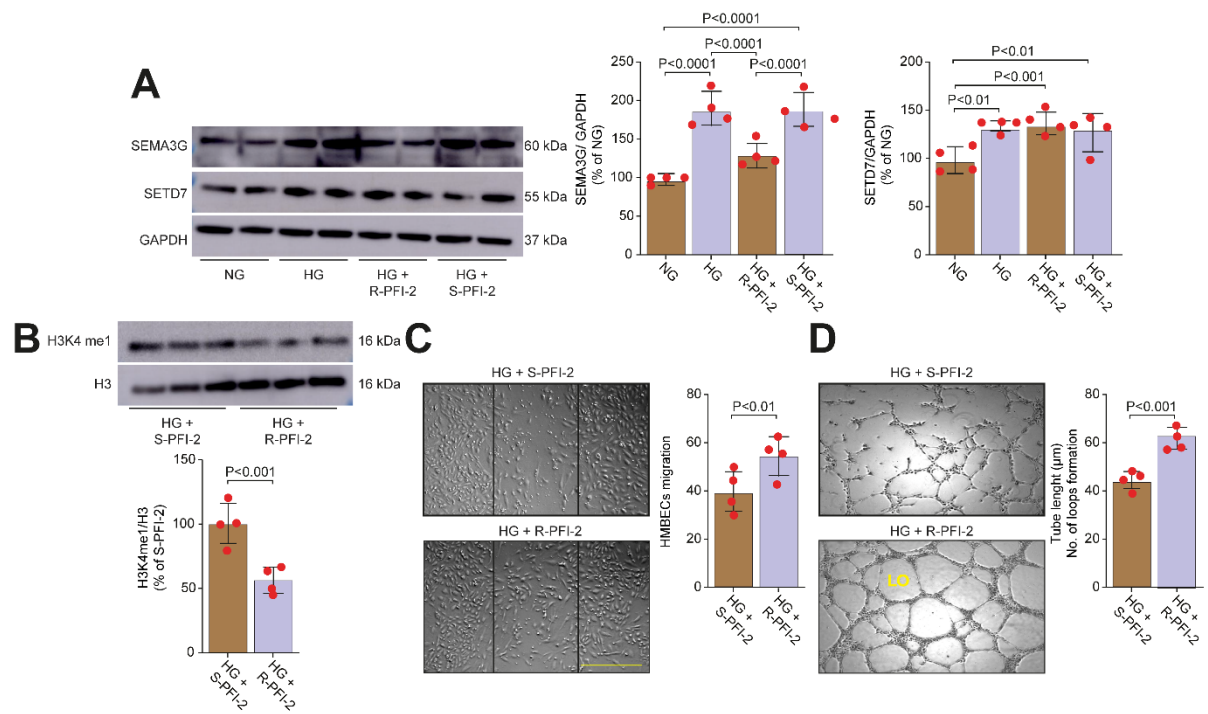 A
SEMA3G
60 kDa
SETD7
55 kDa
GAPDH
37 kDa
NG
HG
HG +
R-PFI-2
HG +
S-PFI-2
SEMA3G/ GAPDH
(% of NG)
250
200
150
100
50
0
P<0.0001
P<0.0001
P<0.0001
P<0.0001
NG
HG
HG +
R-PFI-2
HG +
S-PFI-2
SETD7/GAPDH
(% of NG)
200
150
100
50
0
P<0.01
P<0.001
P<0.01
NG
HG
HG +
R-PFI-2
HG +
S-PFI-2
B
H3K4 me1
16 kDa
H3
16 kDa
HG +
S-PFI-2
HG +
R-PFI-2
H3K4me1/H3
(% of S-PFI-2)
150
100
50
0
P<0.001
HG +
S-PFI-2
HG +
R-PFI-2
C
HG + S-PFI-2
HG + R-PFI-2
HMBECs migration
80
60
40
20
0
P<0.01
HG +
S-PFI-2
HG +
R-PFI-2
D
HG + S-PFI-2
HG + R-PFI-2
LO
Tube lenght (µm)
No. of loops formation
80
60
40
20
0
P<0.001
HG +
S-PFI-2
HG +
R-PFI-2